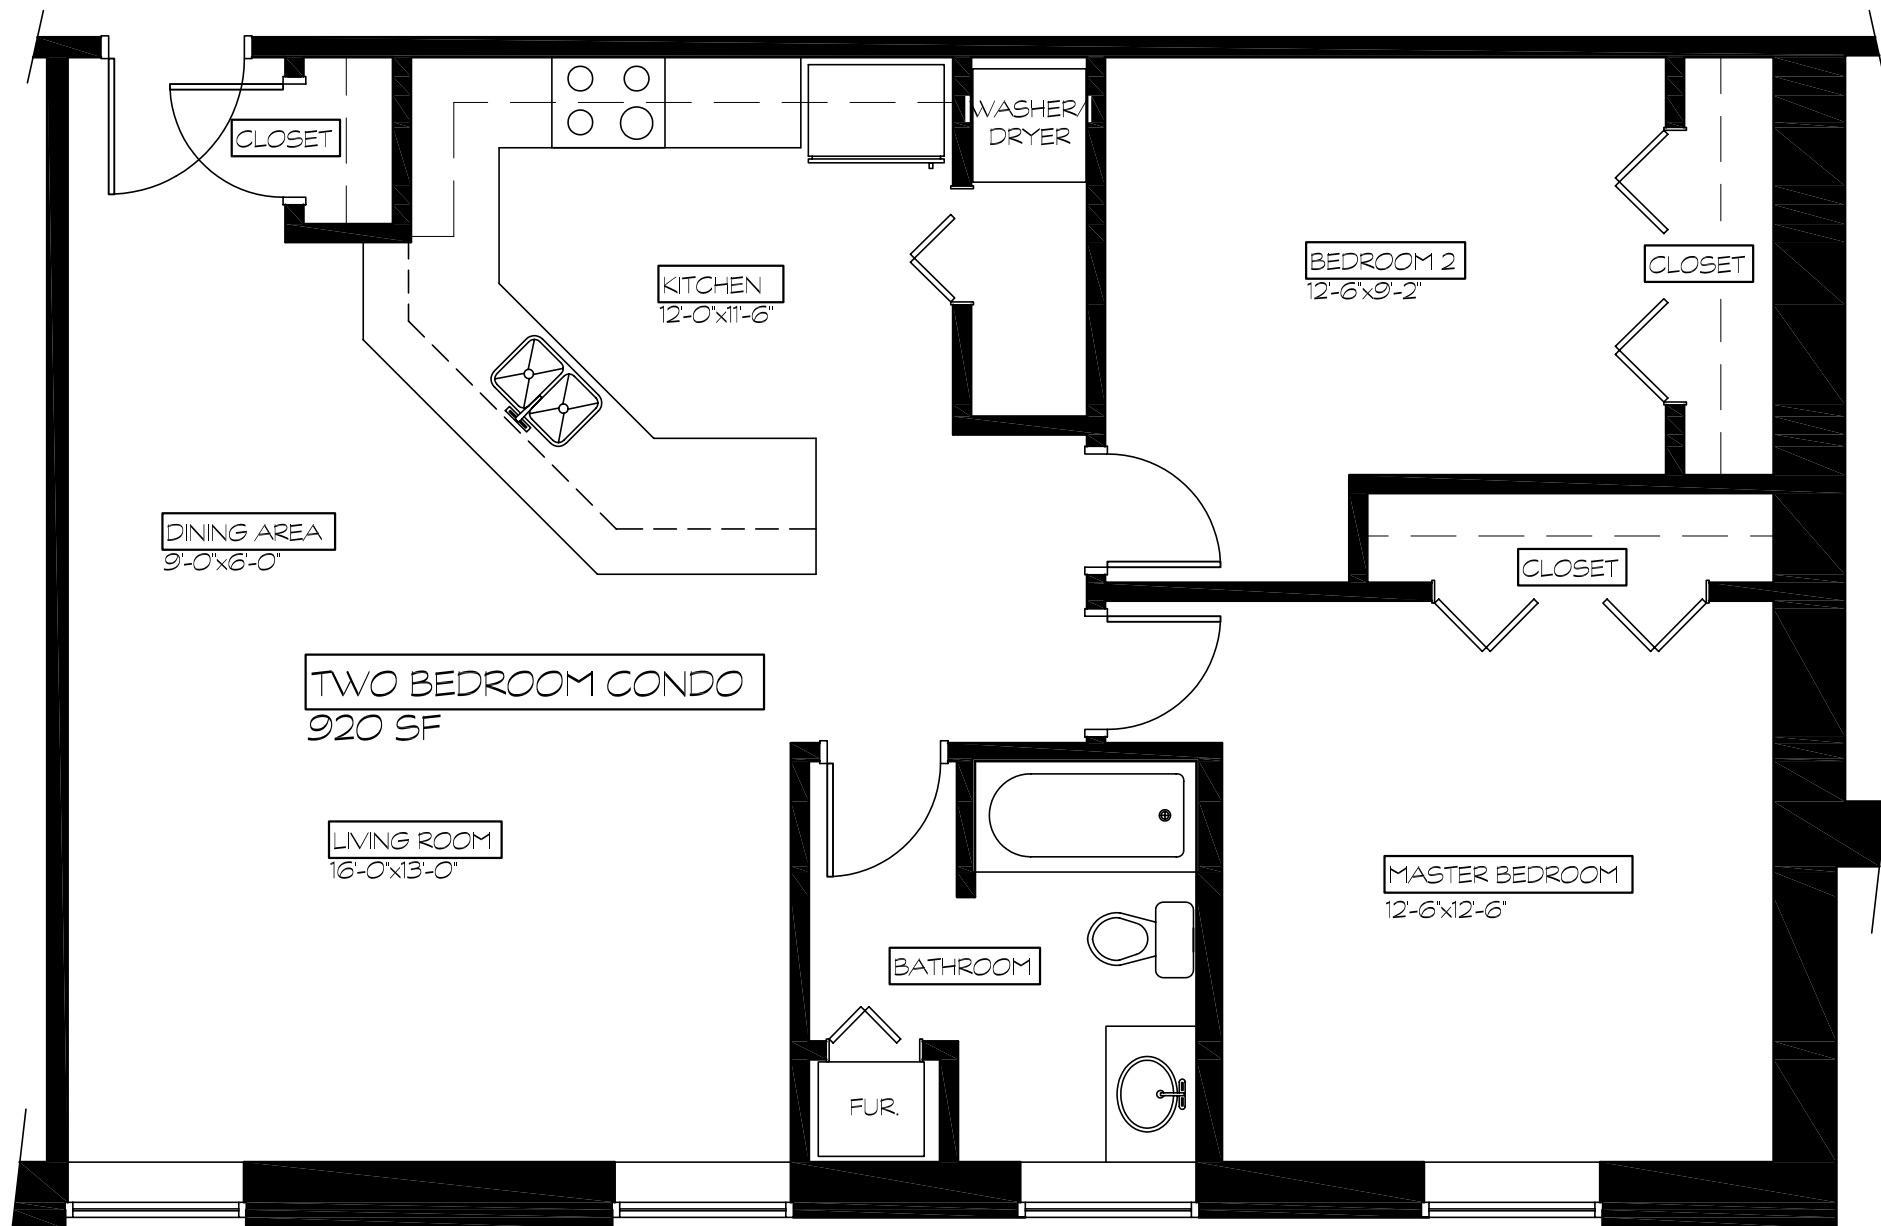 CLOSET
WASHER/
DRYER
KITCHEN
12'-0"x11'-6"
BEDROOM 2
12'-6"x9'-2"
CLOSET
DINING AREA
9'-0"x6'-0"
CLOSET
TWO BEDROOM CONDO
920 SF
LIVING ROOM
16'-0"x13'-0"
MASTER BEDROOM
12'-6"x12'-6"
BATHROOM
FUR.